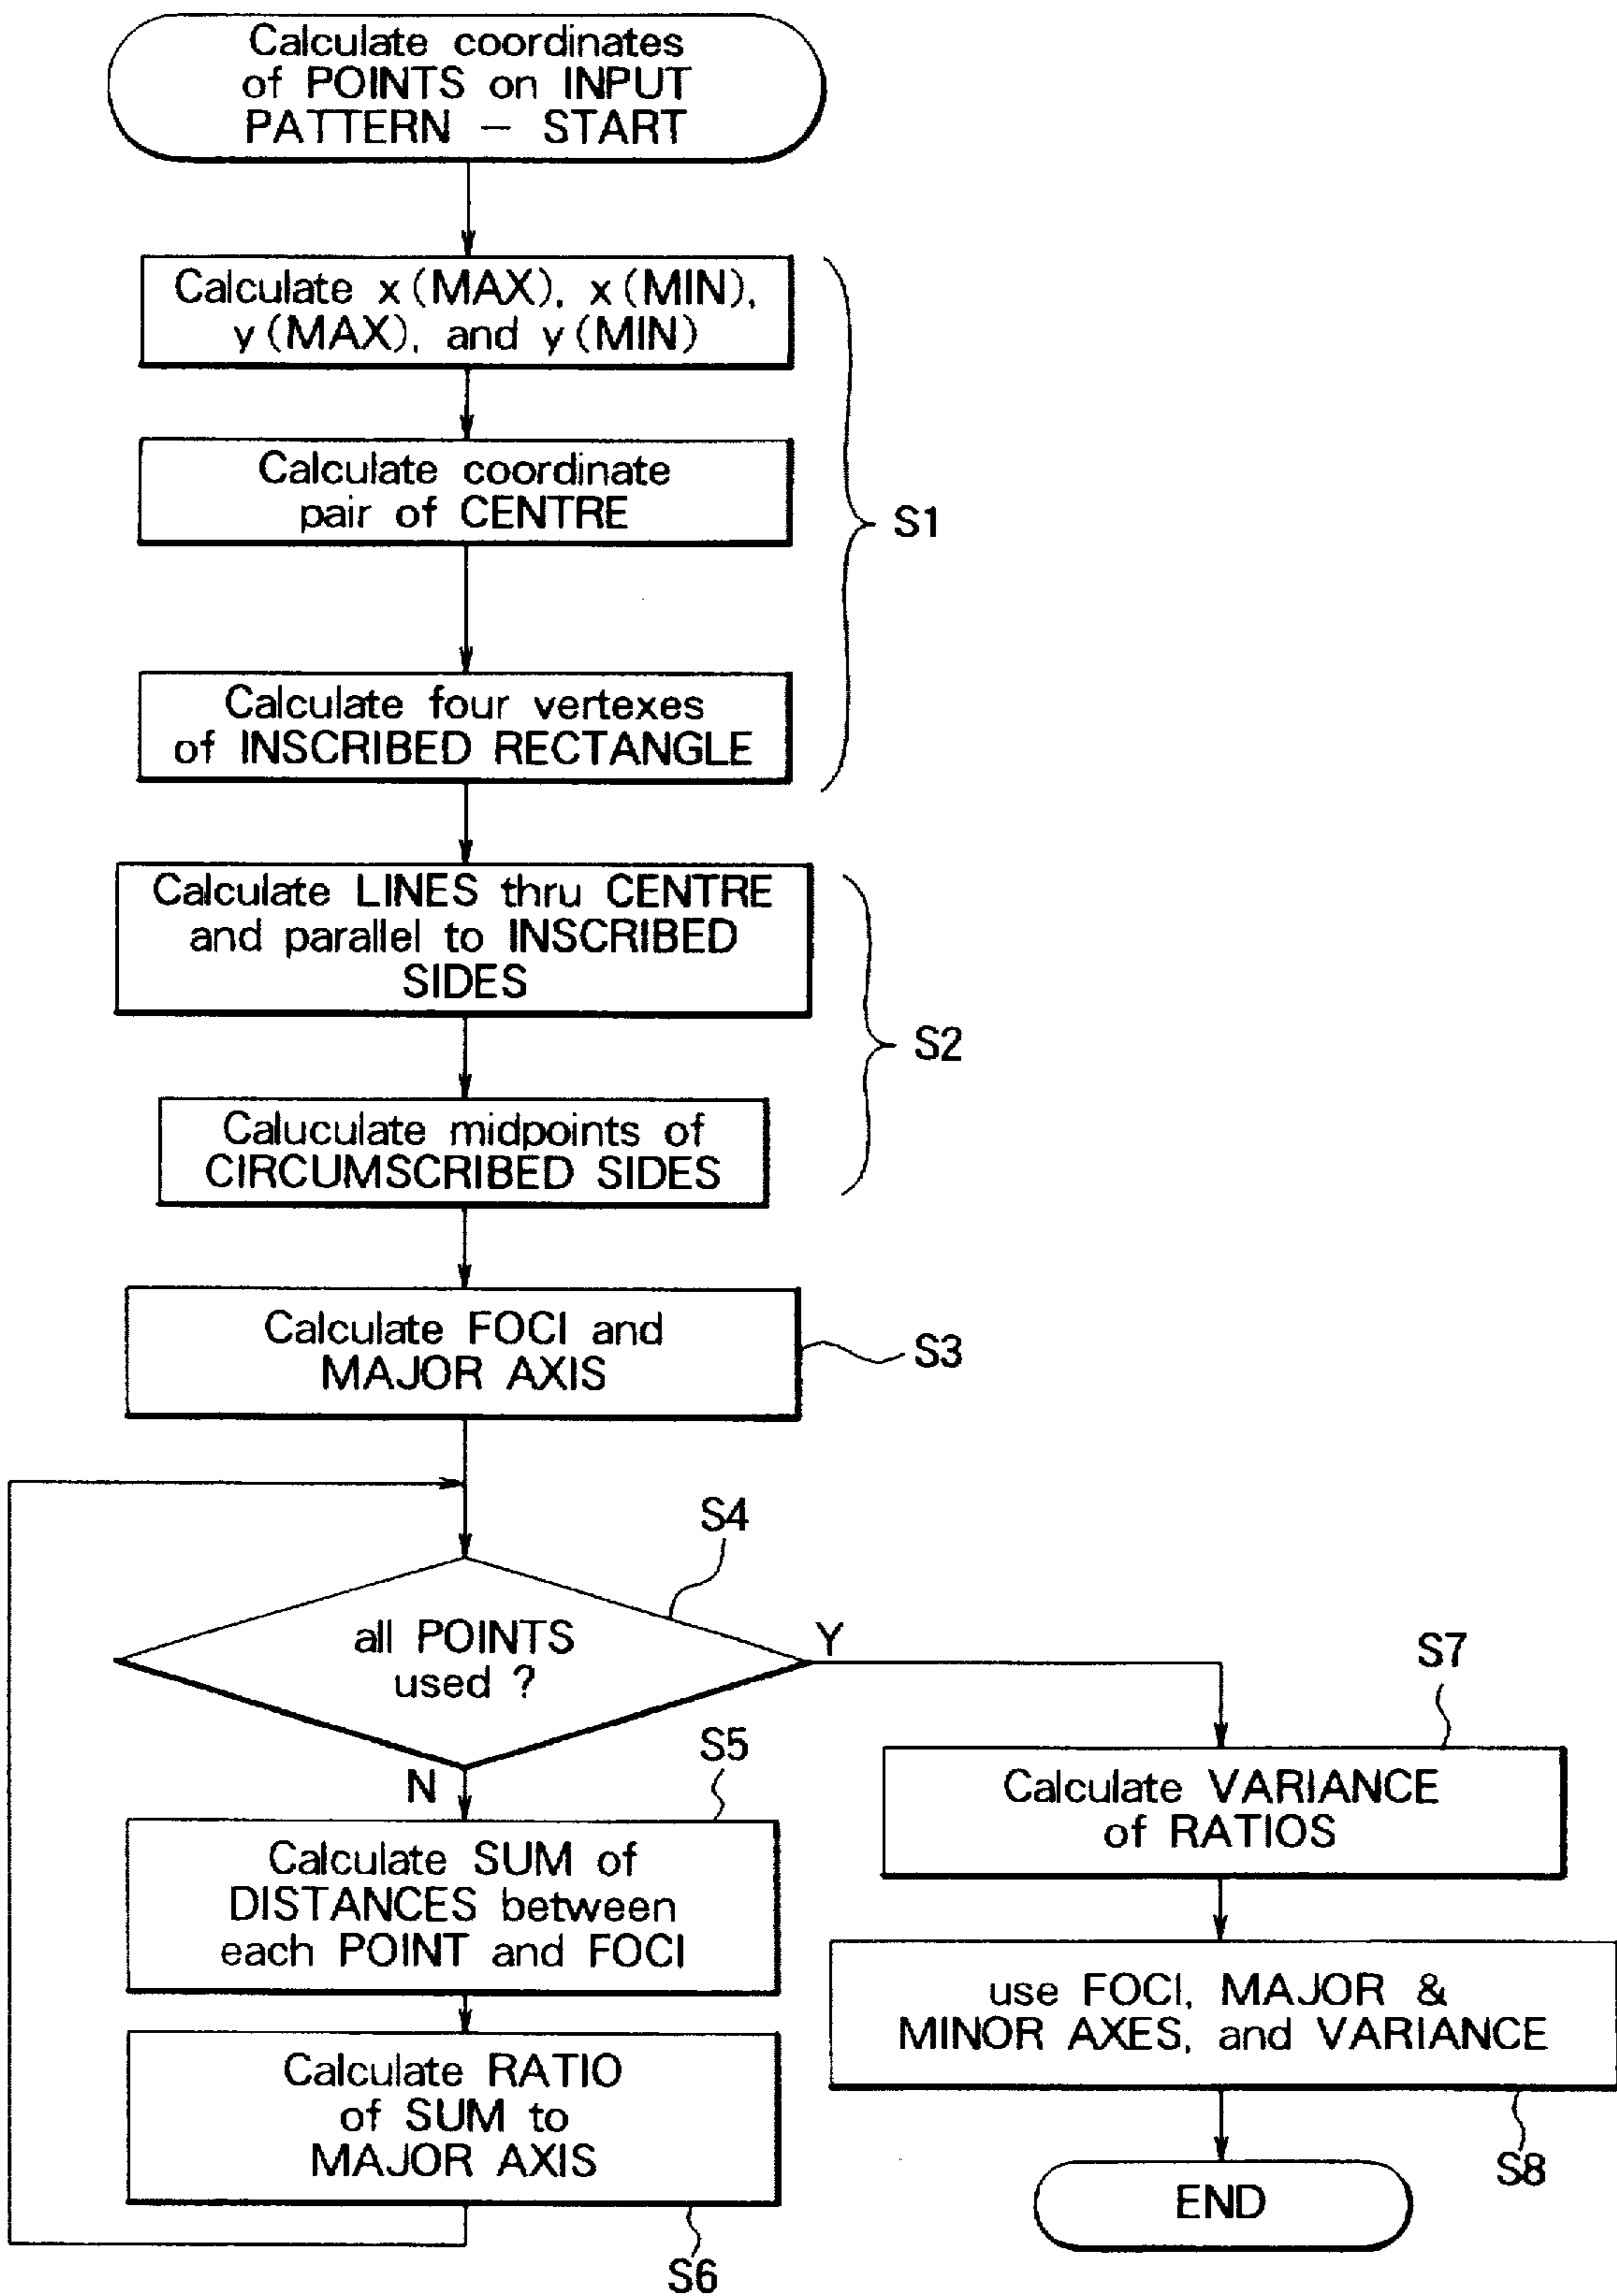 Calculate coordinates
of POINTS on INPUT
PATTERN – START
Calculate x(MAX), x(MIN),
y(MAX), and y(MIN)
Calculate coordinate
pair of CENTRE
S1
Calculate four vertexes
of INSCRIBED RECTANGLE
Calculate LINES thru CENTRE
and parallel to INSCRIBED
SIDES
S2
Caluculate midpoints of
CIRCUMSCRIBED SIDES
Calculate FOCI and
MAJOR AXIS
S3
S4
all POINTS
used ?
Y
N
S5
Calculate SUM of
DISTANCES between
each POINT and FOCI
Calculate RATIO
of SUM to
MAJOR AXIS
S6
S7
Calculate VARIANCE
of RATIOS
use FOCI, MAJOR &
MINOR AXES, and VARIANCE
S8
END